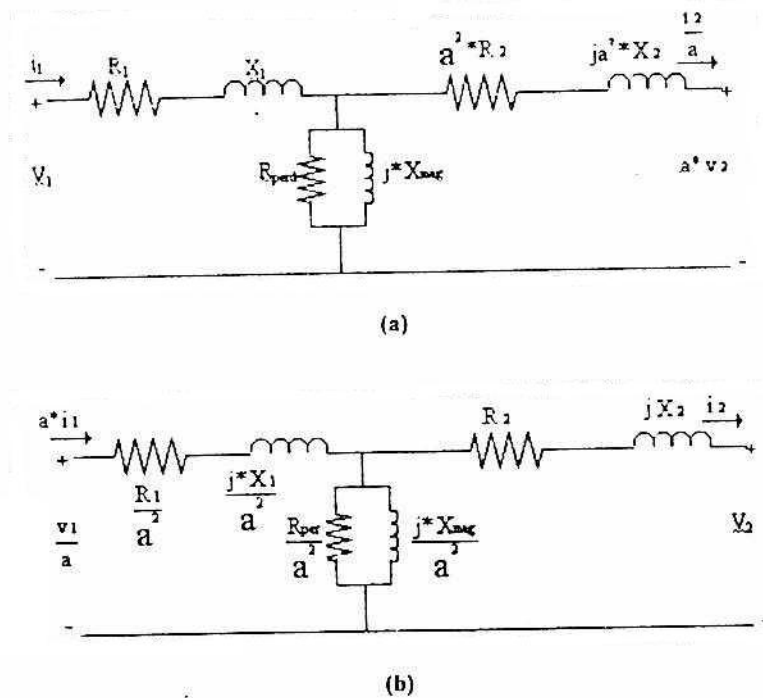 i₁
R₁
X₁
a² * R₂
ja² * X₂
i2/a
+
+
V₁
Rperd
j*Xmag
a* v2
-
-
(a)
a* i1
R₂
jX₂
i₂
+
+
R1/a²
j*X1/a²
v1/a
Rper/a²
j*Xmag/a²
V₂
-
-
(b)